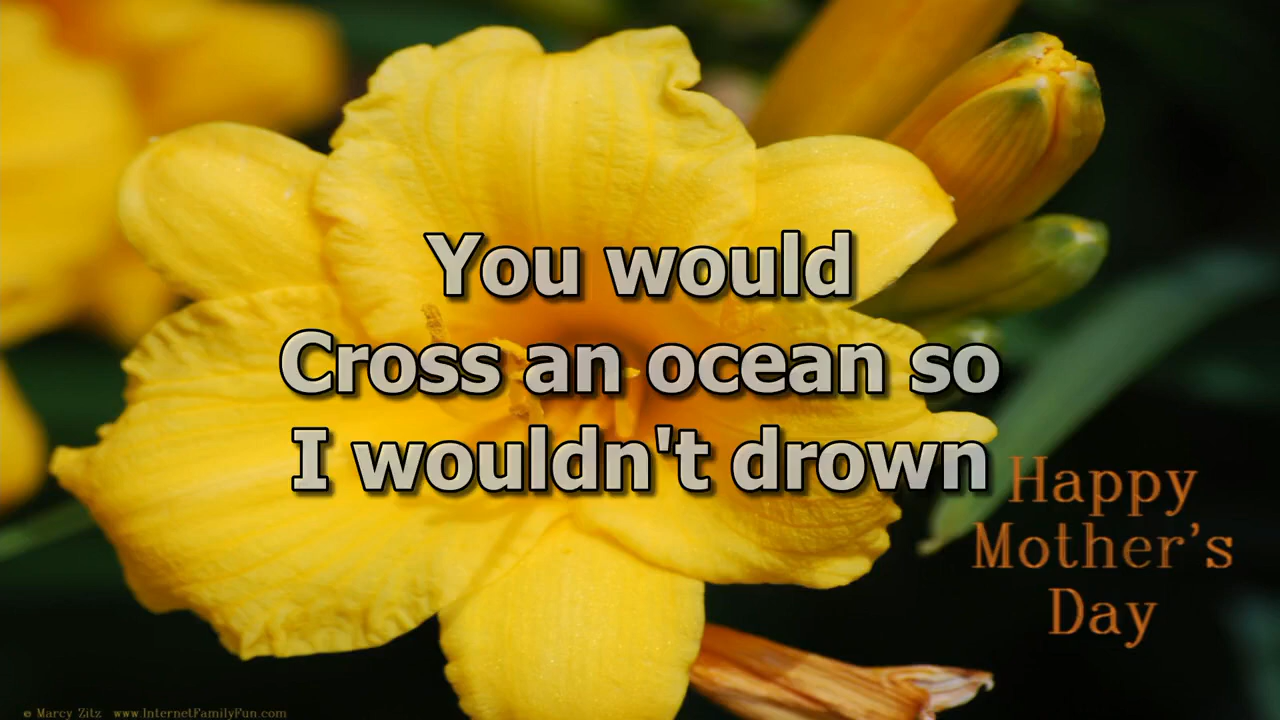 You would
Cross an ocean so
I wouldn't drown
Happy
Mother's
Day
© Marcy Zitz www.InternetFamilyFun.com